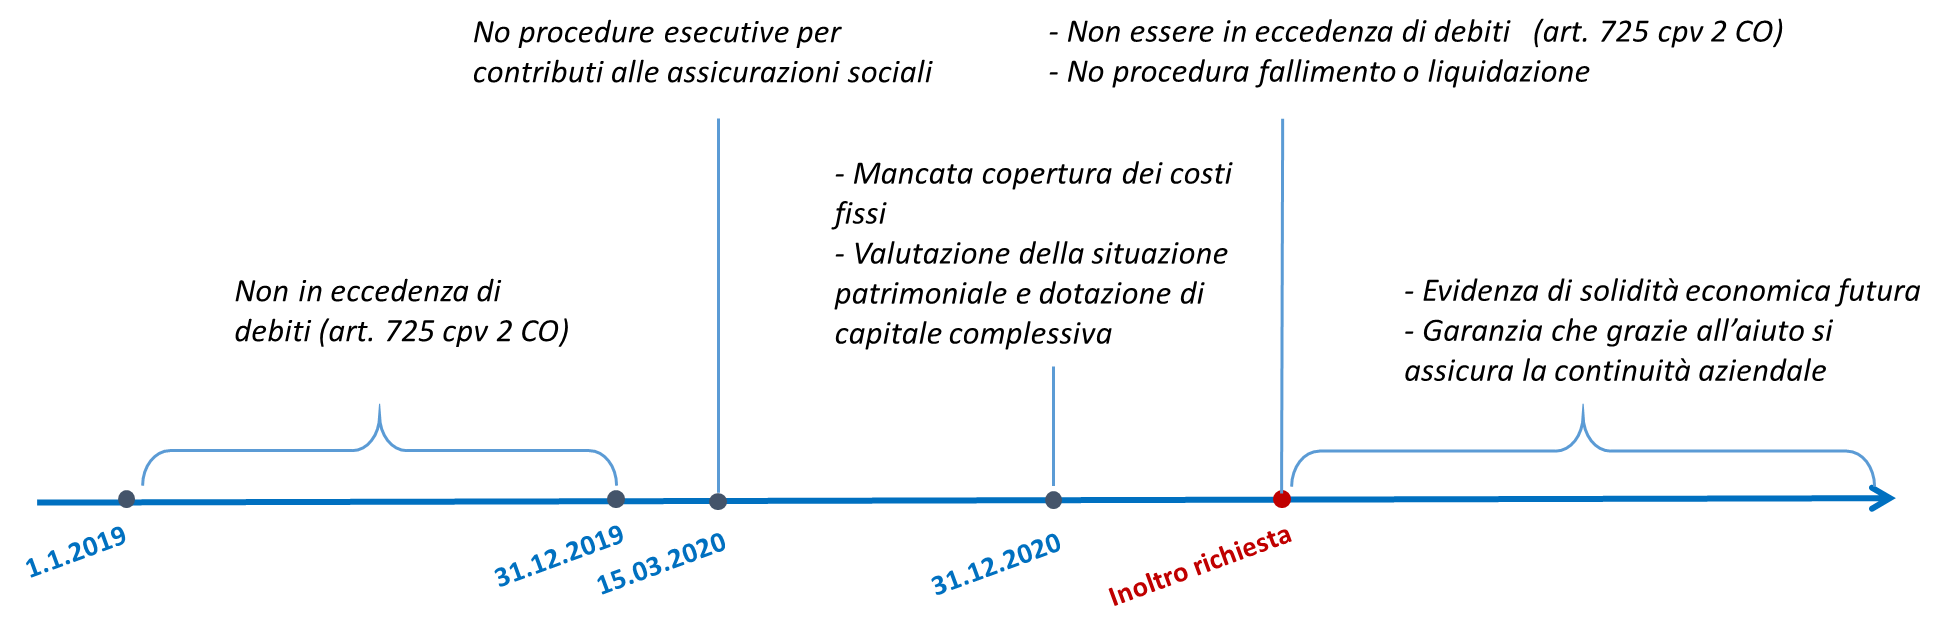 No procedure esecutive per
contributi alle assicurazioni sociali
- Non essere in eccedenza di debiti (art. 725 cpv 2 CO)
- No procedura fallimento o liquidazione
- Mancata copertura dei costi
fissi
- Valutazione della situazione
patrimoniale e dotazione di
capitale complessiva
Non in eccedenza di
debiti (art. 725 cpv 2 CO)
- Evidenza di solidità economica futura
- Garanzia che grazie all’aiuto si
assicura la continuità aziendale
1.1.2019
31.12.2019
15.03.2020
31.12.2020
Inoltro richiesta